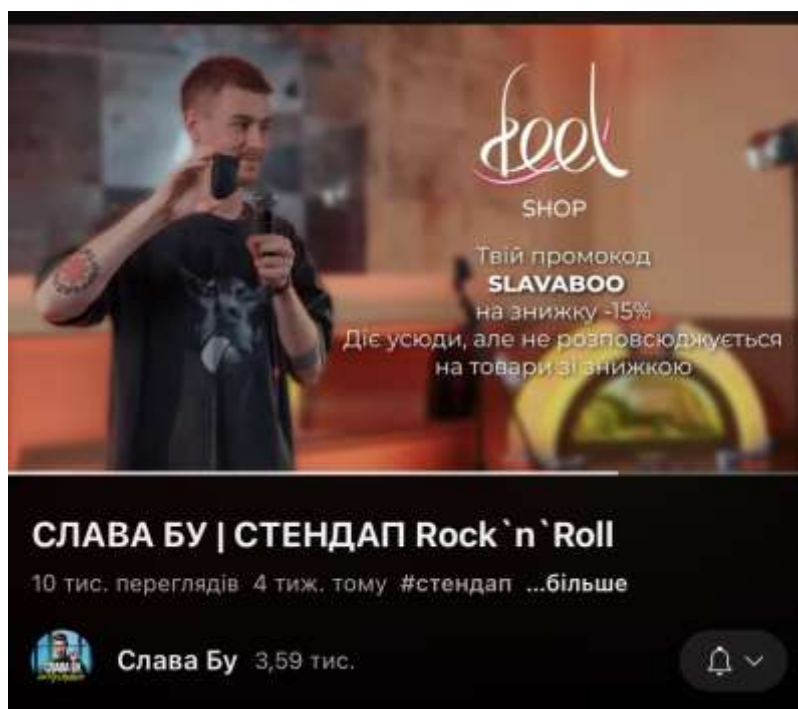 feel
SHOP
Твій промокод
SLAVABOO
на знижку -15%
Діє усюди, але не розповсюджується
на товари зі знижкою
СЛАВА БУ | СТЕНДАП Rock`n`Roll
10 тис. переглядів 4 тиж. тому #стендап ...більше
Слава Бу 3,59 тис.